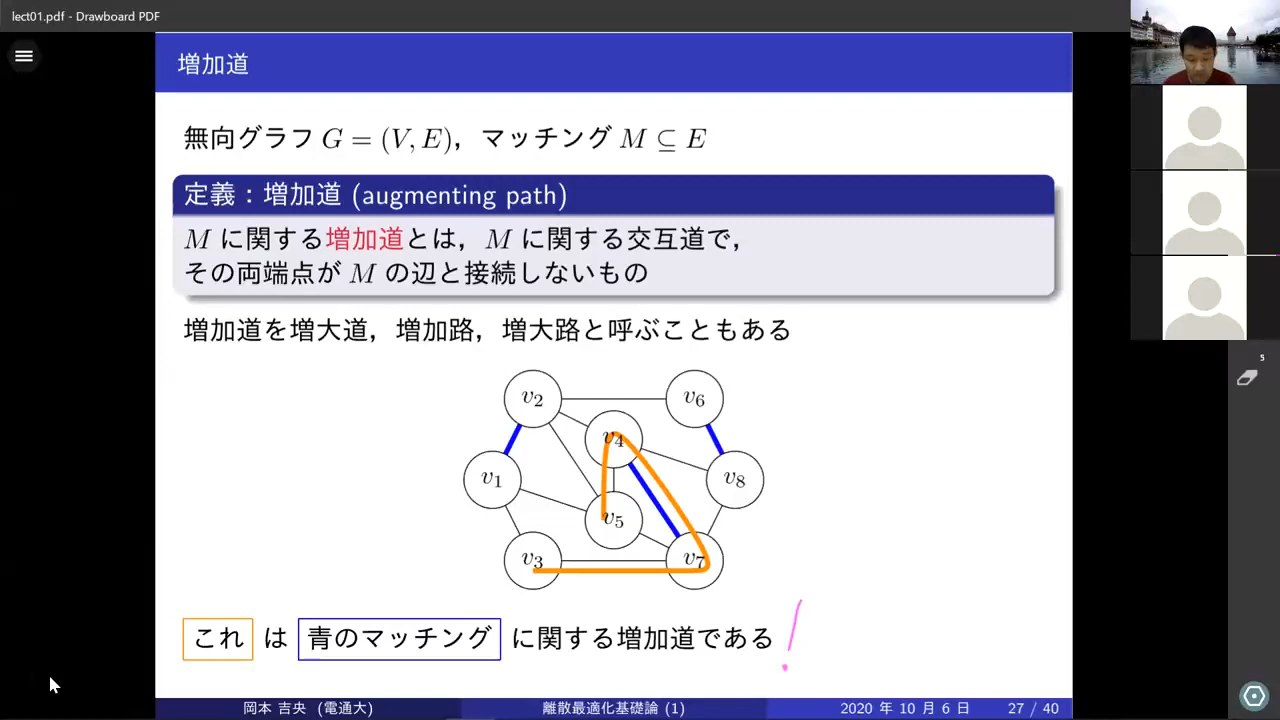 lect01.pdf - Drawboard PDF
増加道
無向グラフ G = (V, E)，マッチング M ⊆ E
定義：増加道 (augmenting path)
M に関する増加道とは，M に関する交互道で，
その両端点が M の辺と接続しないもの
増加道を増大道，増加路，増大路と呼ぶこともある
v2
v6
v4
v1
v8
v5
v3
v7
これ は 青のマッチング に関する増加道である !
岡本 吉央 (電通大)
離散最適化基礎論 (1)
2020 年 10 月 6 日
27 / 40
5